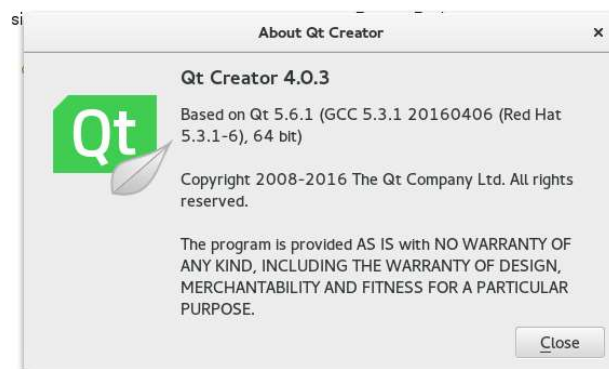 si
About Qt Creator
×
Qt
Qt Creator 4.0.3
Based on Qt 5.6.1 (GCC 5.3.1 20160406 (Red Hat
5.3.1-6), 64 bit)
Copyright 2008-2016 The Qt Company Ltd. All rights
reserved.
The program is provided AS IS with NO WARRANTY OF
ANY KIND, INCLUDING THE WARRANTY OF DESIGN,
MERCHANTABILITY AND FITNESS FOR A PARTICULAR
PURPOSE.
Close